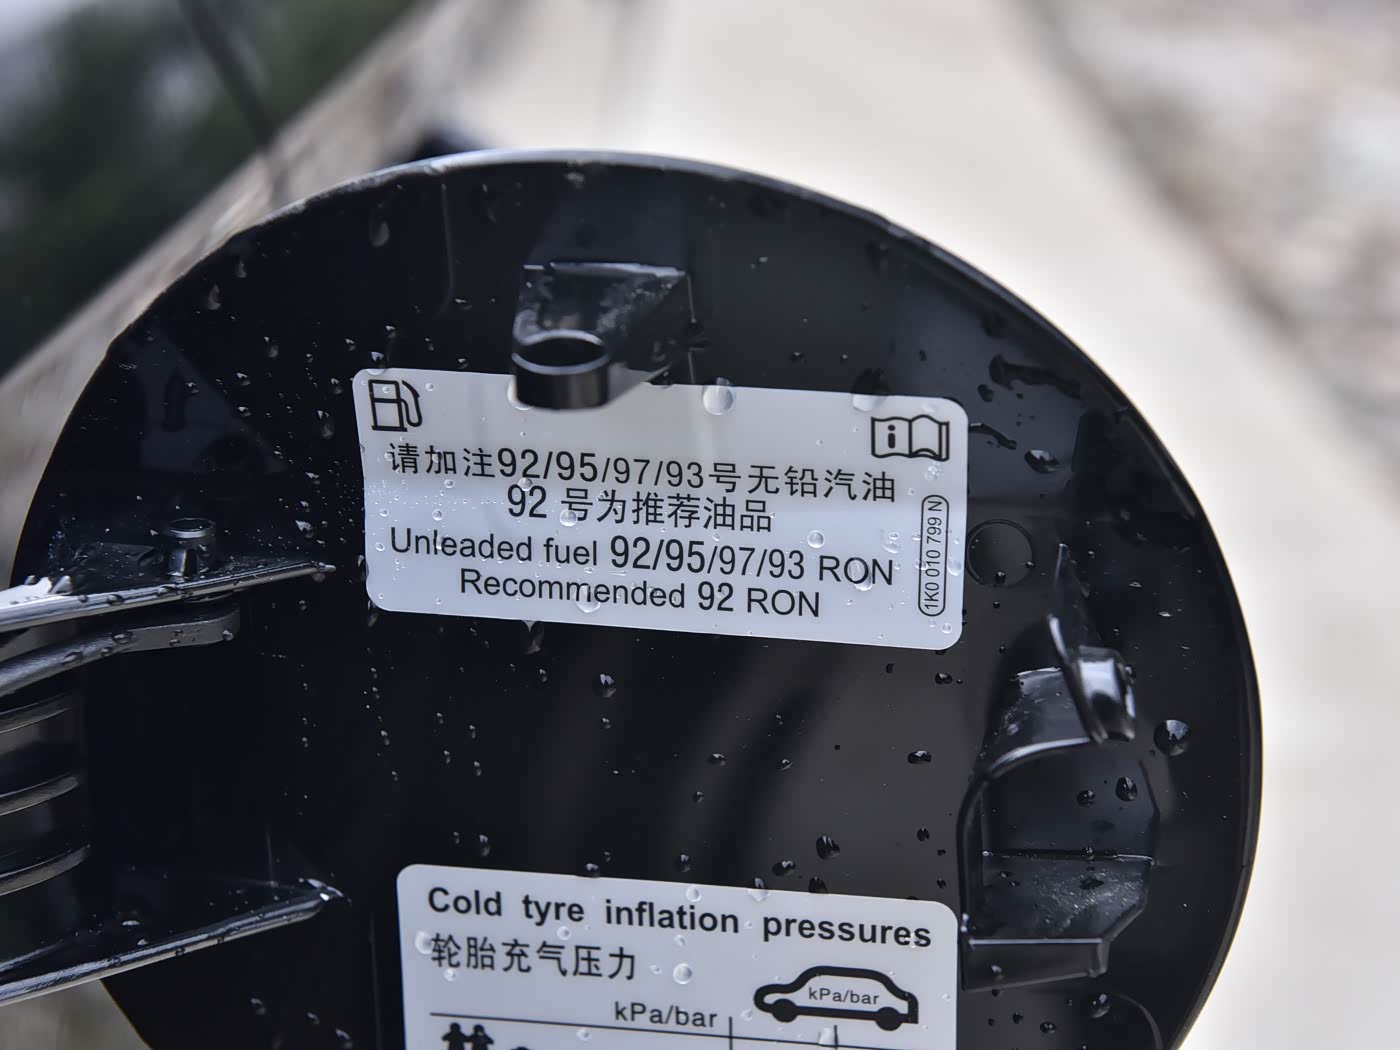 请加注92/95/97/93号无铅汽油
92 号为推荐油品
Unleaded fuel 92/95/97/93 RON
Recommended 92 RON
1K0 010 799 N
Cold tyre inflation pressures
轮胎充气压力
kPa/bar
kPa/bar